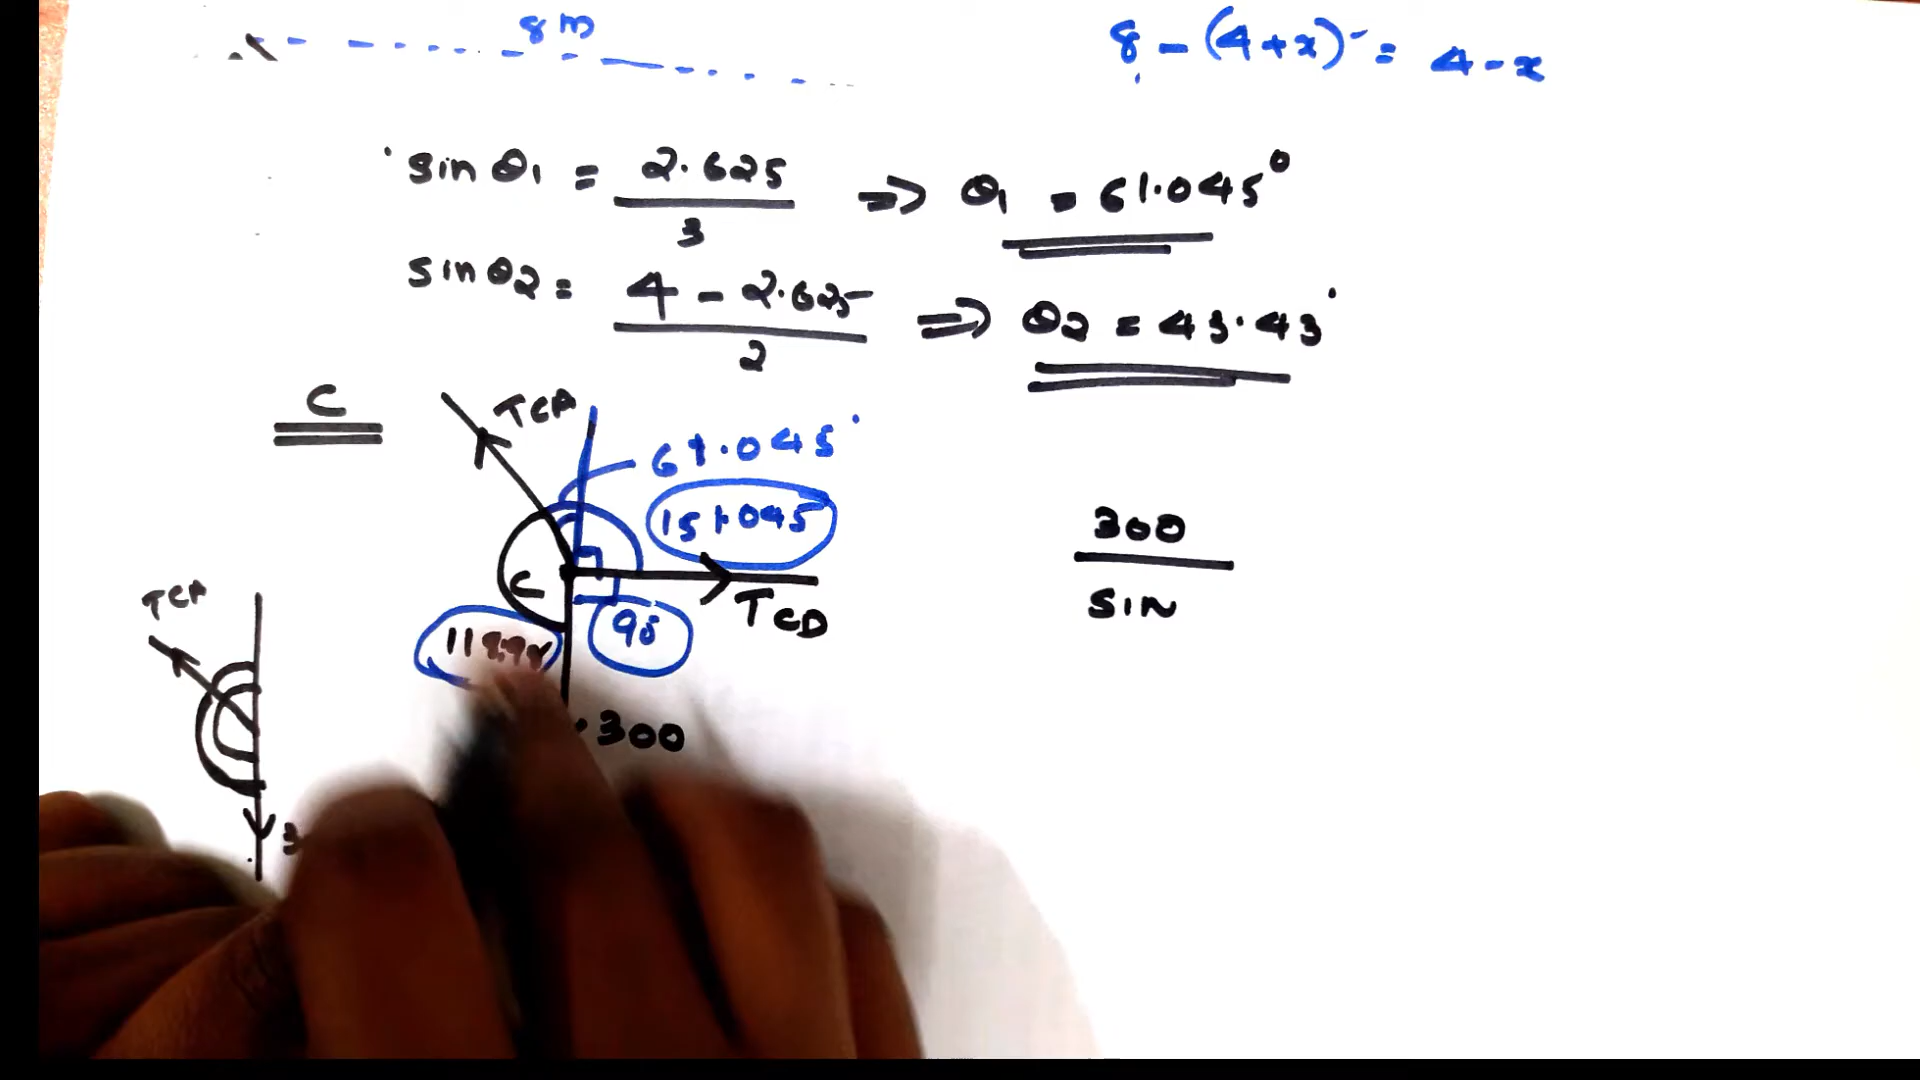 8m
8 - (4+x) = 4-x
sin θ1 = 2.625 / 3 => θ1 = 61.045°
sin θ2 = 4 - 2.625 / 2 => θ2 = 43.43°
C
TCA
61.045°
151.045
C
TCD
90
300
300
SIN
TCA